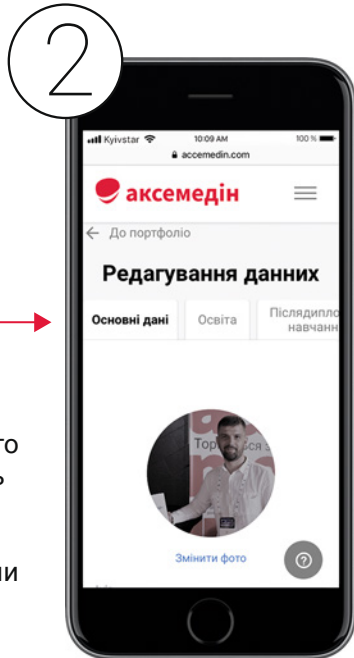 2
Kyivstar 10:09 AM 100 %
accemedin.com
аксемедін
← До портфоліо
Редагування данних
Основні дані Освіта Післядипло
навчанн
Змінити фото
?